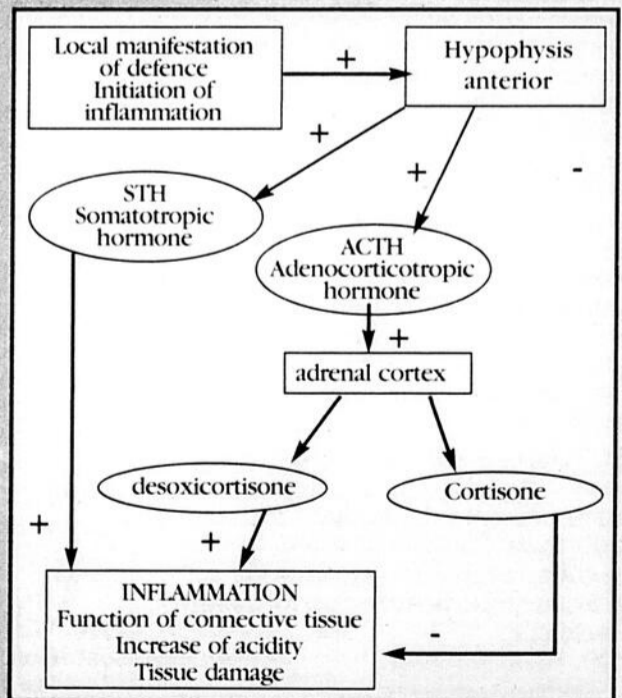 Local manifestation
of defence
Initiation of
inflammation
+
Hypophysis
anterior
+
+
-
STH
Somatotropic
hormone
ACTH
Adenocorticotropic
hormone
+
adrenal cortex
desoxicortisone
Cortisone
+
+
INFLAMMATION
Function of connective tissue
Increase of acidity
Tissue damage
-